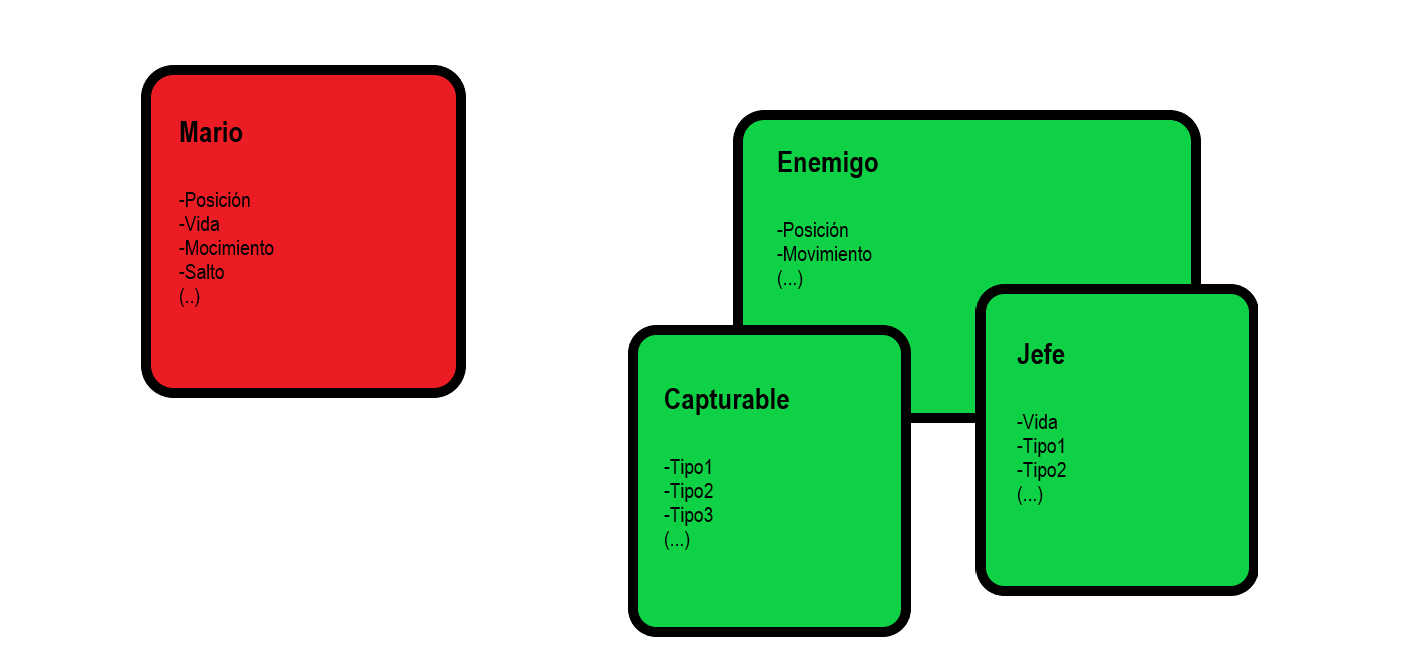 Mario
-Posición
-Vida
-Mocimiento
-Salto
(..)
Enemigo
-Posición
-Movimiento
(...)
Capturable
-Tipo1
-Tipo2
-Tipo3
(...)
Jefe
-Vida
-Tipo1
-Tipo2
(...)